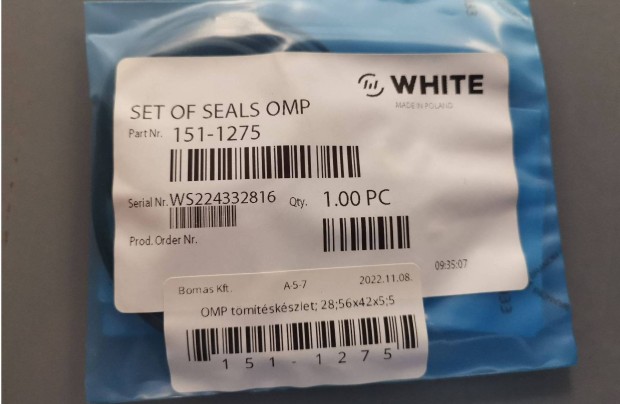 WHITE
MADE IN POLAND
SET OF SEALS OMP
Part Nr. 151-1275
Serial Nr. WS224332816 Qty. 1.00 PC
Prod. Order Nr.
09:35:07
Bomas Kft. A-5-7 2022.11.08.
OMP tömítéskészlet; 28;56x42x5;5
151-1275